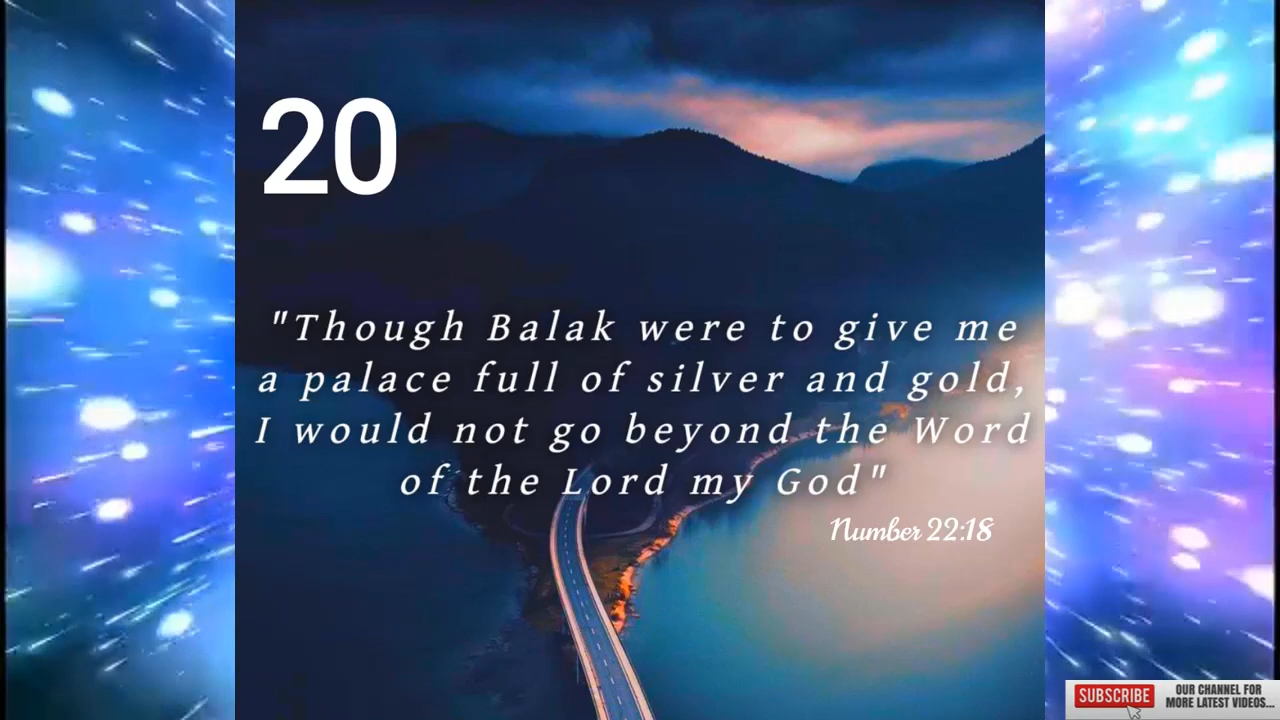 20
"Though Balak were to give me
a palace full of silver and gold,
I would not go beyond the Word
of the Lord my God"
Number 22:18
SUBSCRIBE
OUR CHANNEL FOR
MORE LATEST VIDEOS...